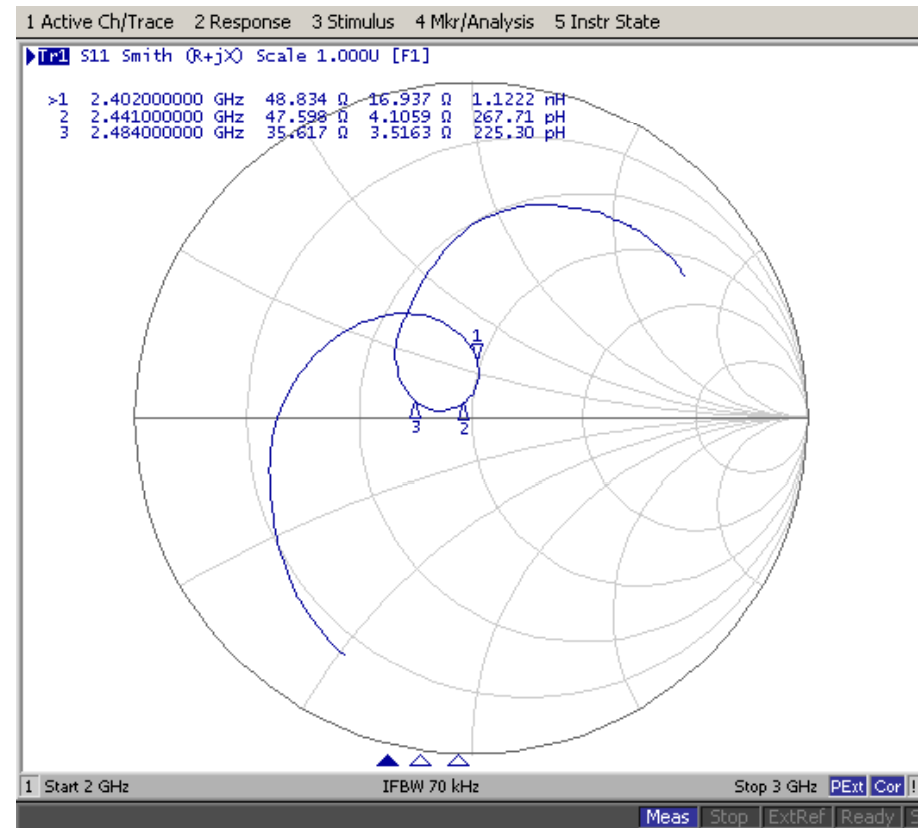 1 Active Ch/Trace 2 Response 3 Stimulus 4 Mkr/Analysis 5 Instr State
Tr1 S11 Smith (R+jX) Scale 1.000U [F1]
>1 2.402000000 GHz 48.834 Ω 16.937 Ω 1.1222 nH
2 2.441000000 GHz 47.598 Ω 4.1059 Ω 267.71 pH
3 2.484000000 GHz 35.617 Ω 3.5163 Ω 225.30 pH
1
3 2
1 Start 2 GHz IFBW 70 kHz Stop 3 GHz PExt Cor !
Meas Stop ExtRef Ready S